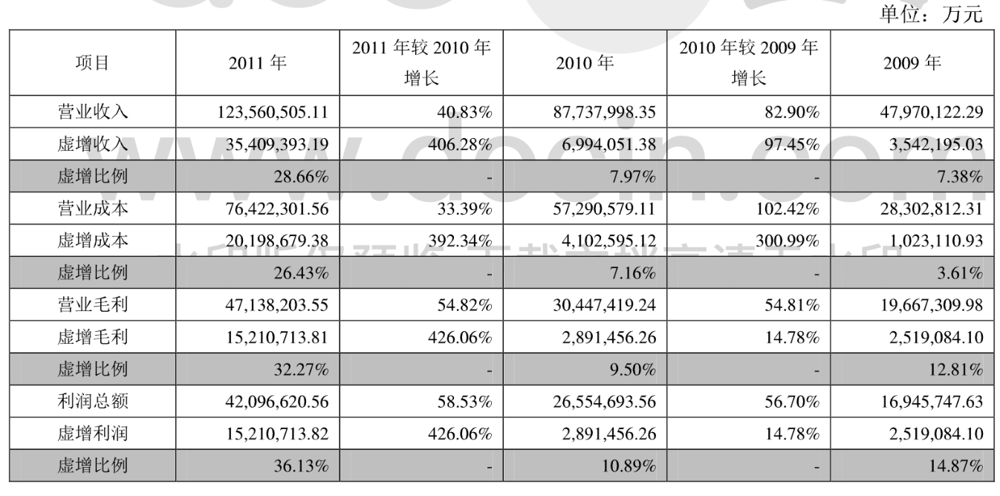 单位：万元
项目 2011 年 2011 年较 2010 年增长 2010 年 2010 年较 2009 年增长 2009 年
营业收入 123,560,505.11 40.83% 87,737,998.35 82.90% 47,970,122.29
虚增收入 35,409,393.19 406.28% 6,994,051.38 97.45% 3,542,195.03
虚增比例 28.66% - 7.97% - 7.38%
营业成本 76,422,301.56 33.39% 57,290,579.11 102.42% 28,302,812.31
虚增成本 20,198,679.38 392.34% 4,102,595.12 300.99% 1,023,110.93
虚增比例 26.43% - 7.16% - 3.61%
营业毛利 47,138,203.55 54.82% 30,447,419.24 54.81% 19,667,309.98
虚增毛利 15,210,713.81 426.06% 2,891,456.26 14.78% 2,519,084.10
虚增比例 32.27% - 9.50% - 12.81%
利润总额 42,096,620.56 58.53% 26,554,693.56 56.70% 16,945,747.63
虚增利润 15,210,713.82 426.06% 2,891,456.26 14.78% 2,519,084.10
虚增比例 36.13% - 10.89% - 14.87%
www.docin.com